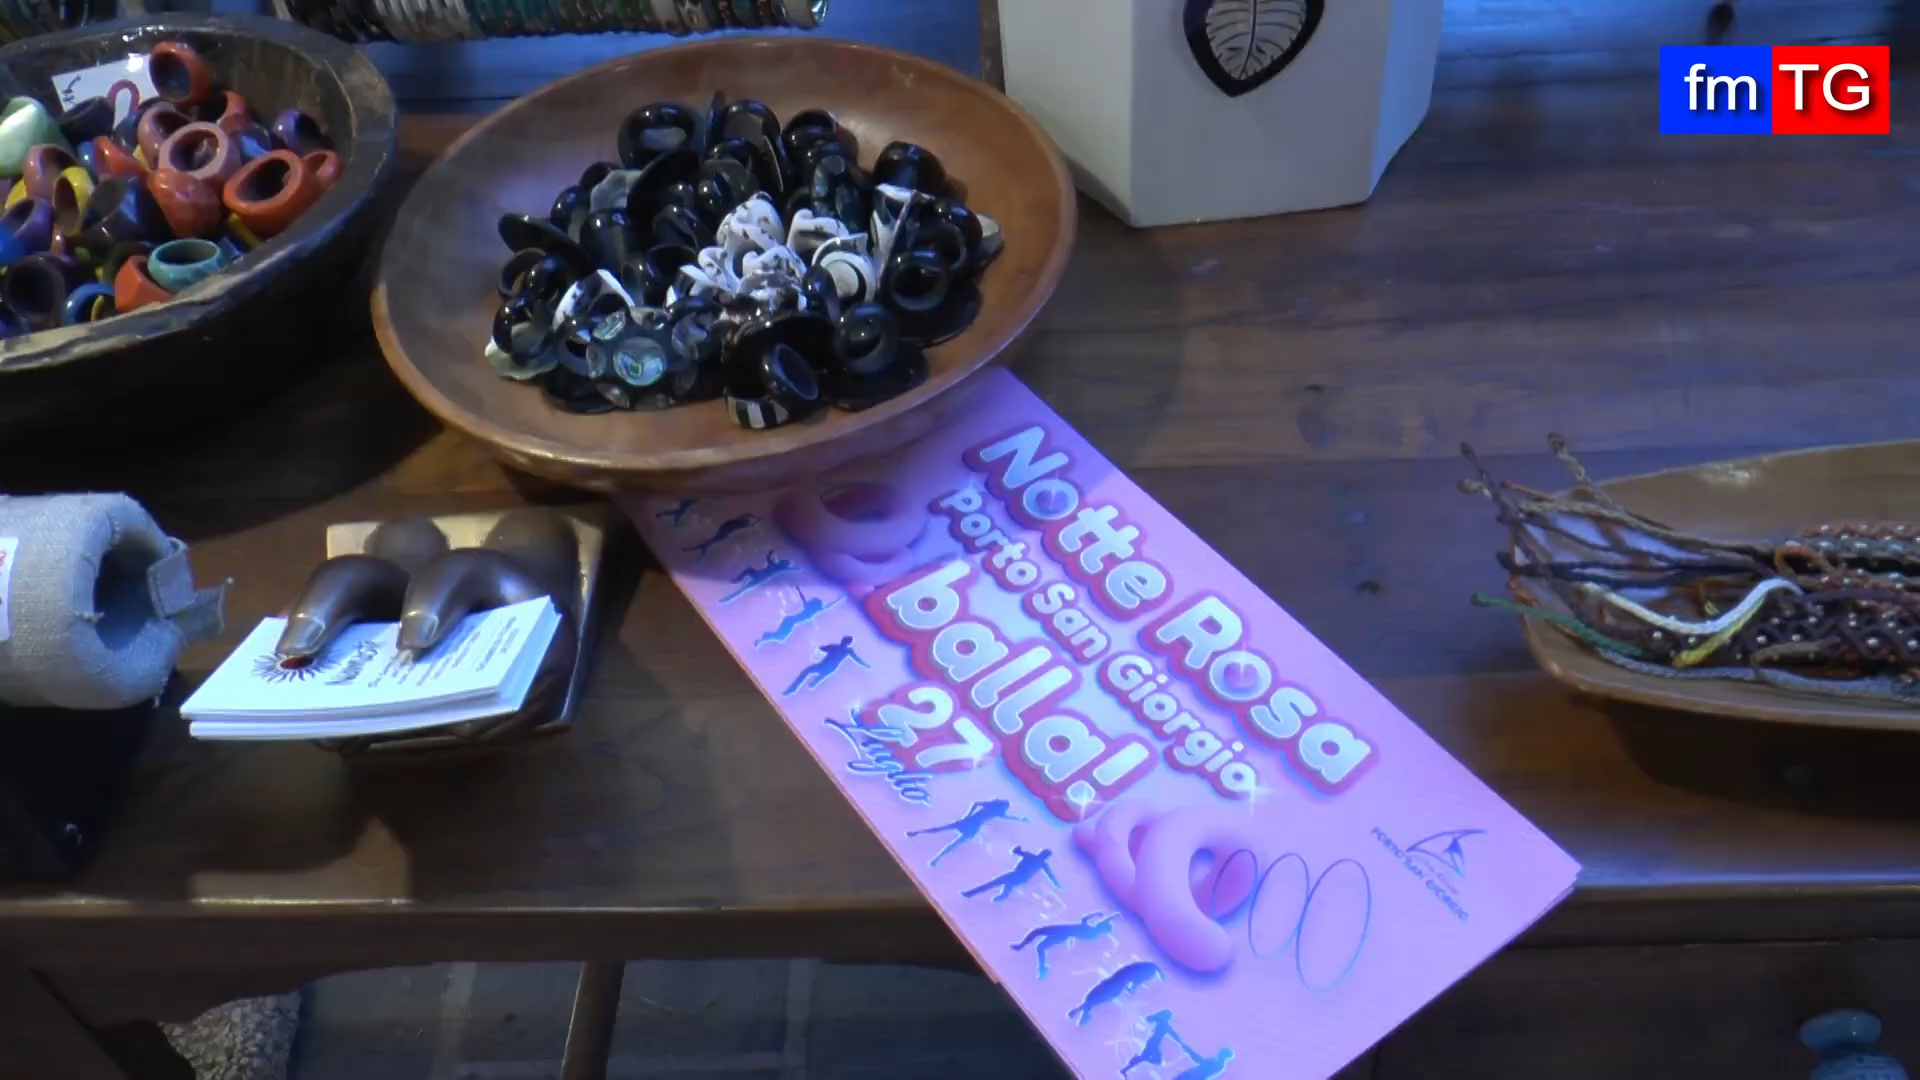 fm TG
Notte Rosa
Porto San Giorgio
balla!
27
Luglio
PORTO SAN GIORGIO